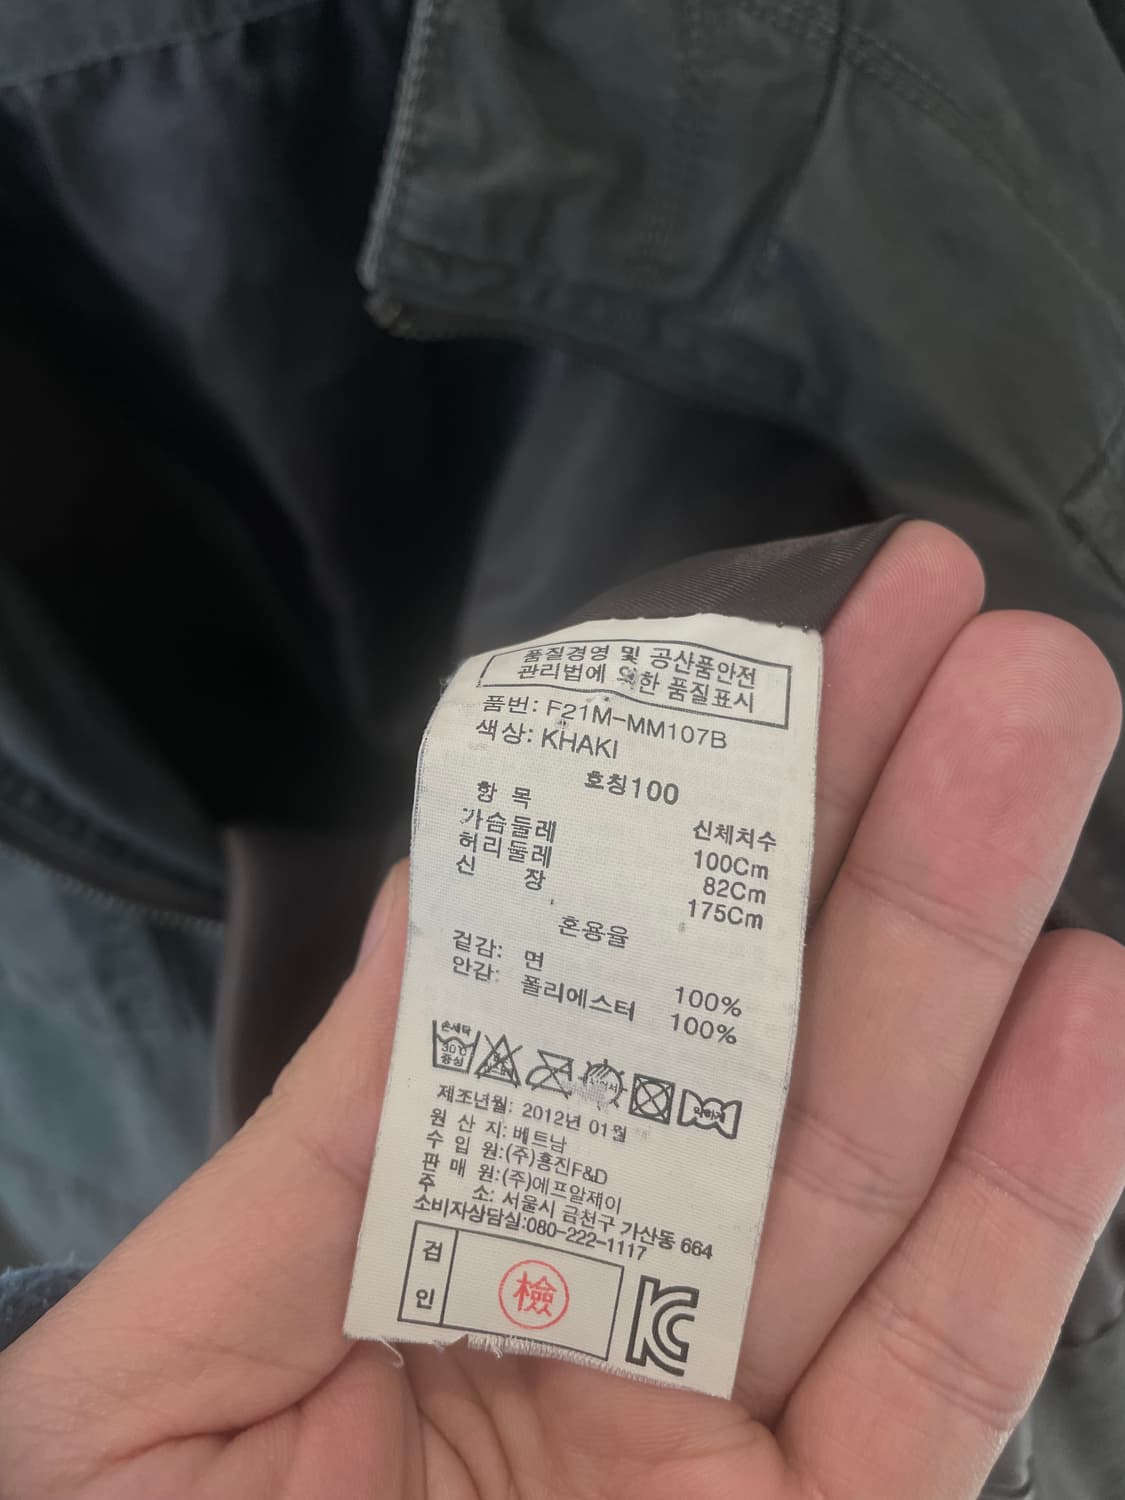 품질경영 및 공산품안전
관리법에 의한 품질표시
품번: F21M-MM107B
색상: KHAKI
호칭100
항 목 신체치수
가슴둘레 100Cm
허리둘레 82Cm
신 장 175Cm
혼용율
겉감: 면 100%
안감: 폴리에스터 100%
손세탁
30℃
중성
약하게
제조년월: 2012년 01월
원 산 지: 베트남
수 입 원:(주)흥진F&D
판 매 원:(주)에프알제이
주 소: 서울시 금천구 가산동 664
소비자상담실:080-222-1117
검인
檢
KC